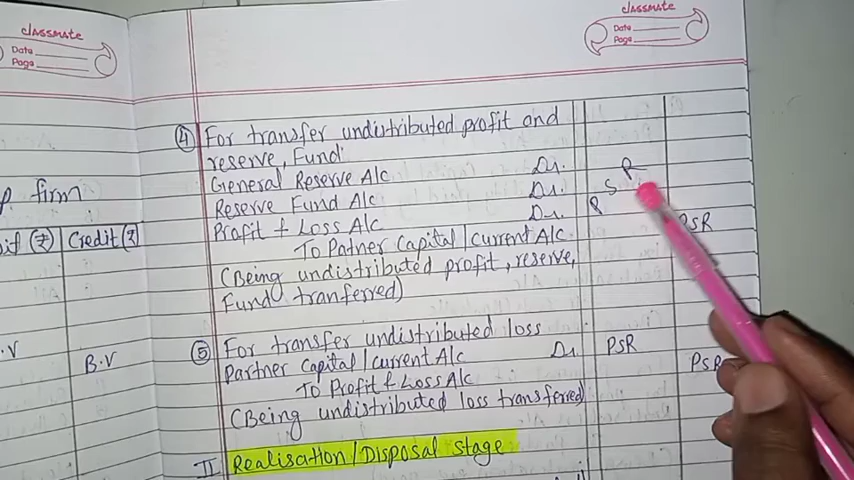 classmate
Date
Page
classmate
Date
Page
P firm
Credit (₹)
B.V
④ For transfer undistributed profit and
reserve, Fund
General Reserve A/c Dr.
Reserve Fund A/c Dr.
Profit & Loss A/c Dr.
PSR
To Patner Capital/Current A/c PSR
(Being undistributed profit, reserve,
Fund tranferred)
⑤ For transfer undistributed loss
Partner Capital/current A/c Dr PSR
To Profit & Loss A/c PSR
(Being undistributed loss transferred)
II Realisation/Disposal stage